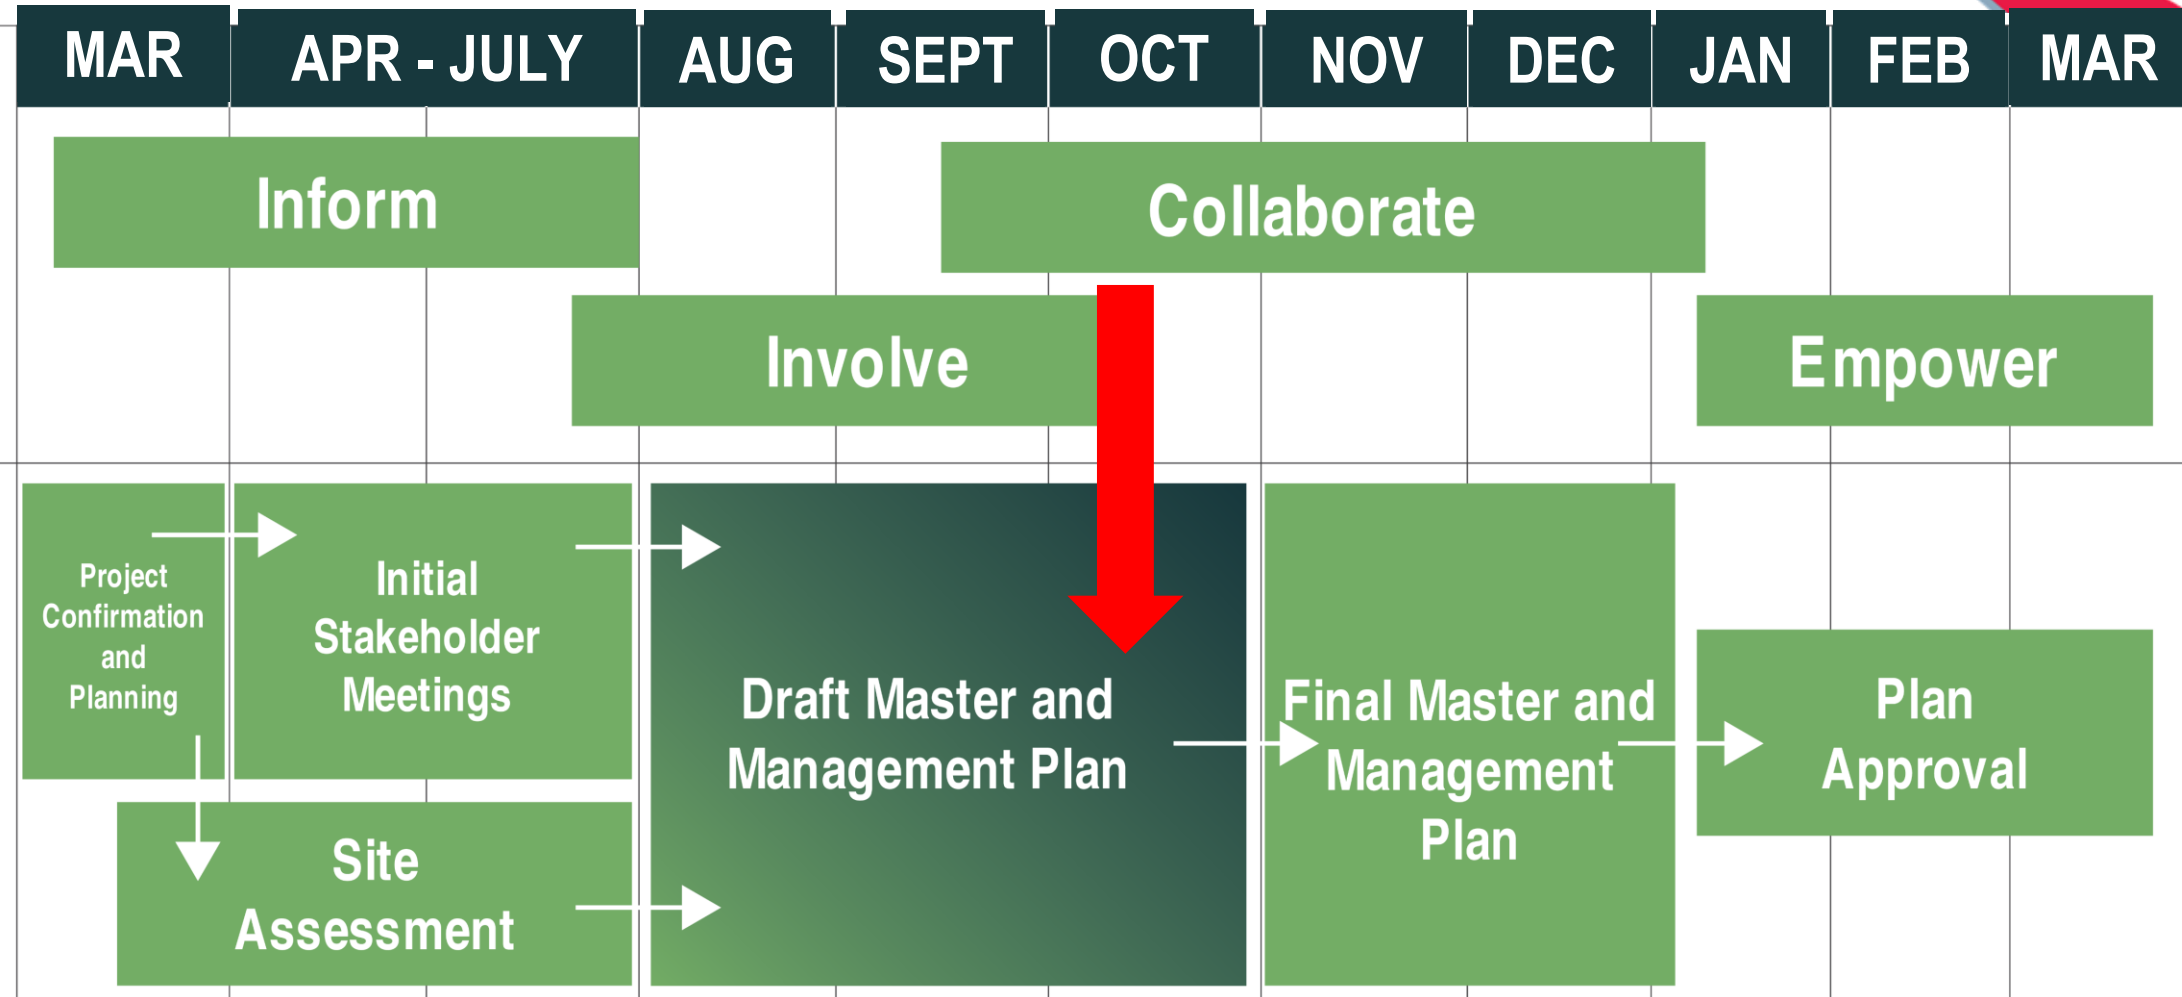 MAR APR - JULY AUG SEPT OCT NOV DEC JAN FEB MAR
Inform
Collaborate
Involve
Empower
Project
Confirmation
and
Planning
Initial
Stakeholder
Meetings
Site
Assessment
Draft Master and
Management Plan
Final Master and
Management
Plan
Plan
Approval